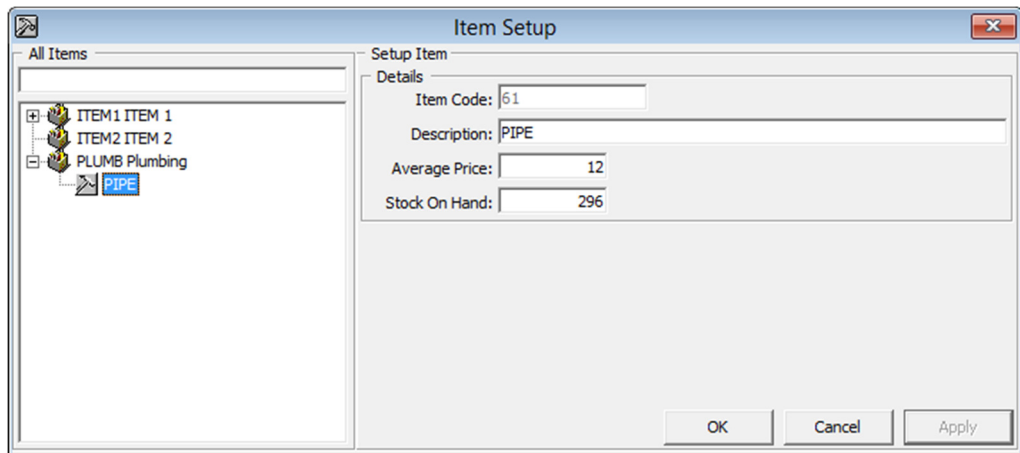 Item Setup
All Items
ITEM1 ITEM 1
ITEM2 ITEM 2
PLUMB Plumbing
PIPE
Setup Item
Details
Item Code: 61
Description: PIPE
Average Price: 12
Stock On Hand: 296
OK Cancel Apply